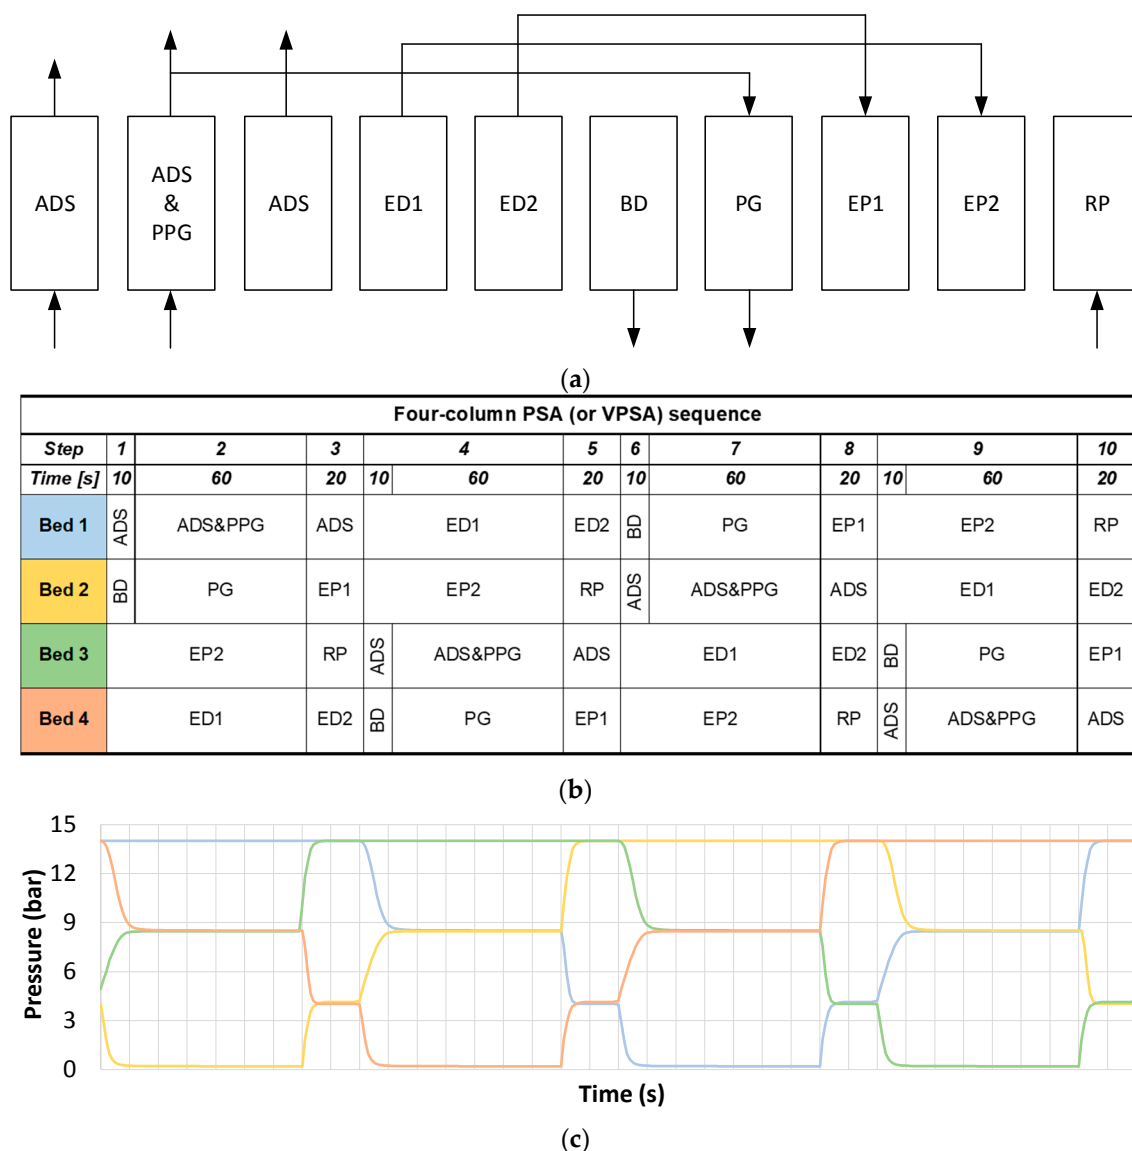 ADS
ADS & PPG
ADS
ED1
ED2
BD
PG
EP1
EP2
RP
(a)
Four-column PSA (or VPSA) sequence
Step 1 2 3 4 5 6 7 8 9 10
Time [s] 10 60 20 10 60 20 10 60 20 10 60 20
Bed 1 ADS ADS&PPG ADS ED1 ED2 BD PG EP1 EP2 RP
Bed 2 BD PG EP1 EP2 RP ADS ADS&PPG ADS ED1 ED2
Bed 3 EP2 RP ADS ADS&PPG ADS ED1 ED2 BD PG EP1
Bed 4 ED1 ED2 BD PG EP1 EP2 RP ADS ADS&PPG ADS
(b)
15
12
9
6
3
0
Pressure (bar)
Time (s)
(c)